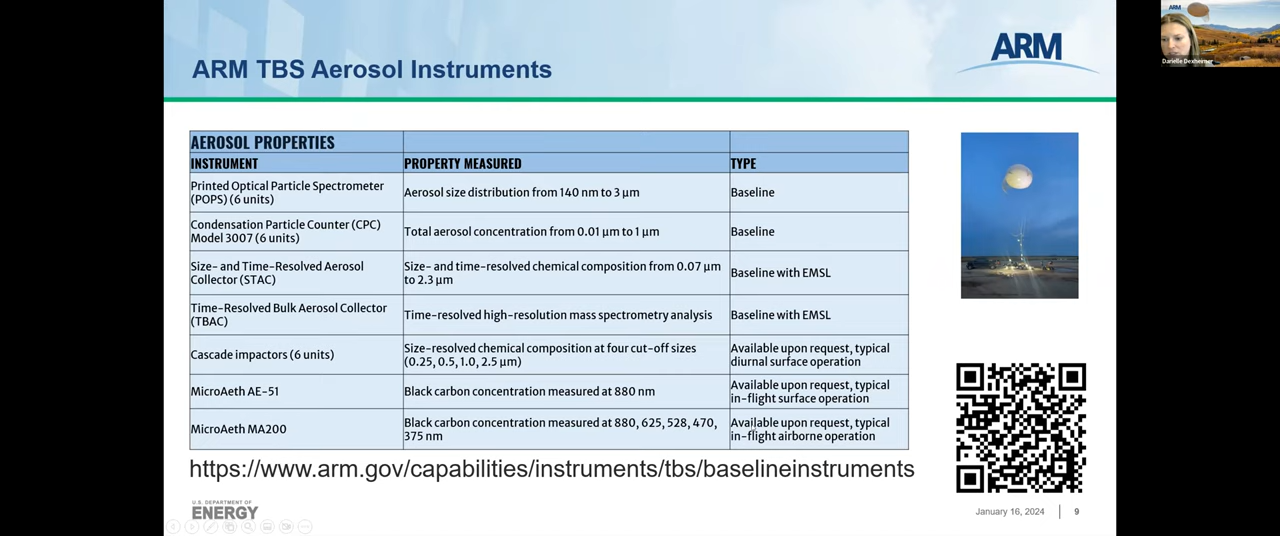 ARM TBS Aerosol Instruments
ARM
ARM
Darielle Dexheimer
AEROSOL PROPERTIES
INSTRUMENT PROPERTY MEASURED TYPE
Printed Optical Particle Spectrometer
(POPS) (6 units)
Aerosol size distribution from 140 nm to 3 µm
Baseline
Condensation Particle Counter (CPC)
Model 3007 (6 units)
Total aerosol concentration from 0.01 µm to 1 µm
Baseline
Size- and Time-Resolved Aerosol
Collector (STAC)
Size- and time-resolved chemical composition from 0.07 µm
to 2.3 µm
Baseline with EMSL
Time-Resolved Bulk Aerosol Collector
(TBAC)
Time-resolved high-resolution mass spectrometry analysis
Baseline with EMSL
Cascade impactors (6 units)
Size-resolved chemical composition at four cut-off sizes
(0.25, 0.5, 1.0, 2.5 µm)
Available upon request, typical
diurnal surface operation
MicroAeth AE-51
Black carbon concentration measured at 880 nm
Available upon request, typical
in-flight surface operation
MicroAeth MA200
Black carbon concentration measured at 880, 625, 528, 470,
375 nm
Available upon request, typical
in-flight airborne operation
https://www.arm.gov/capabilities/instruments/tbs/baselineinstruments
U.S. DEPARTMENT OF
ENERGY
January 16, 2024 9